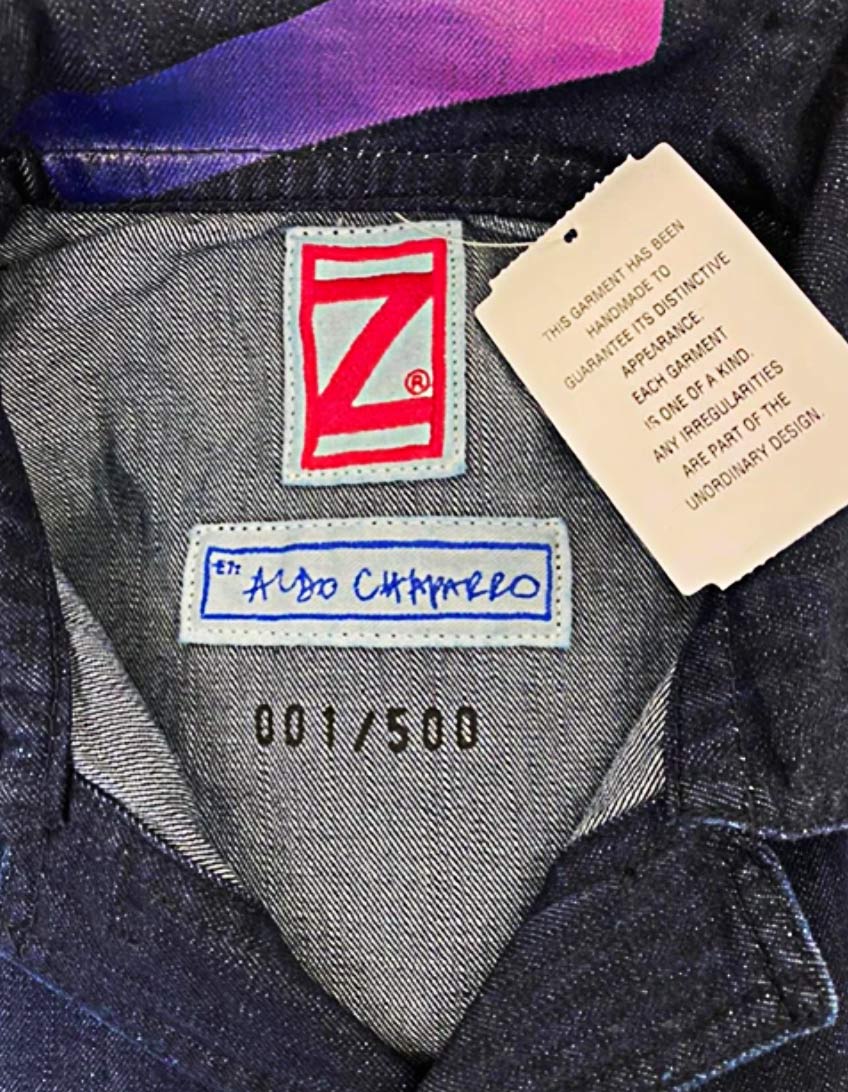 Z®
ALDO CHAPARRO
001/500
THIS GARMENT HAS BEEN
HANDMADE TO
GUARANTEE ITS DISTINCTIVE
APPEARANCE.
EACH GARMENT
IS ONE OF A KIND.
ANY IRREGULARITIES
ARE PART OF THE
UNORDINARY DESIGN.